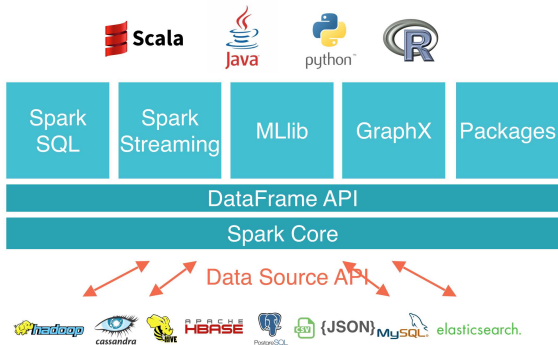 Scala
Java
python™
R
Spark
SQL
Spark
Streaming
MLlib
GraphX
Packages
DataFrame API
Spark Core
Data Source API
hadoop
cassandra
HIVE
APACHE
HBASE
PostgreSQL
CSV
{JSON}
MySQL
elasticsearch.